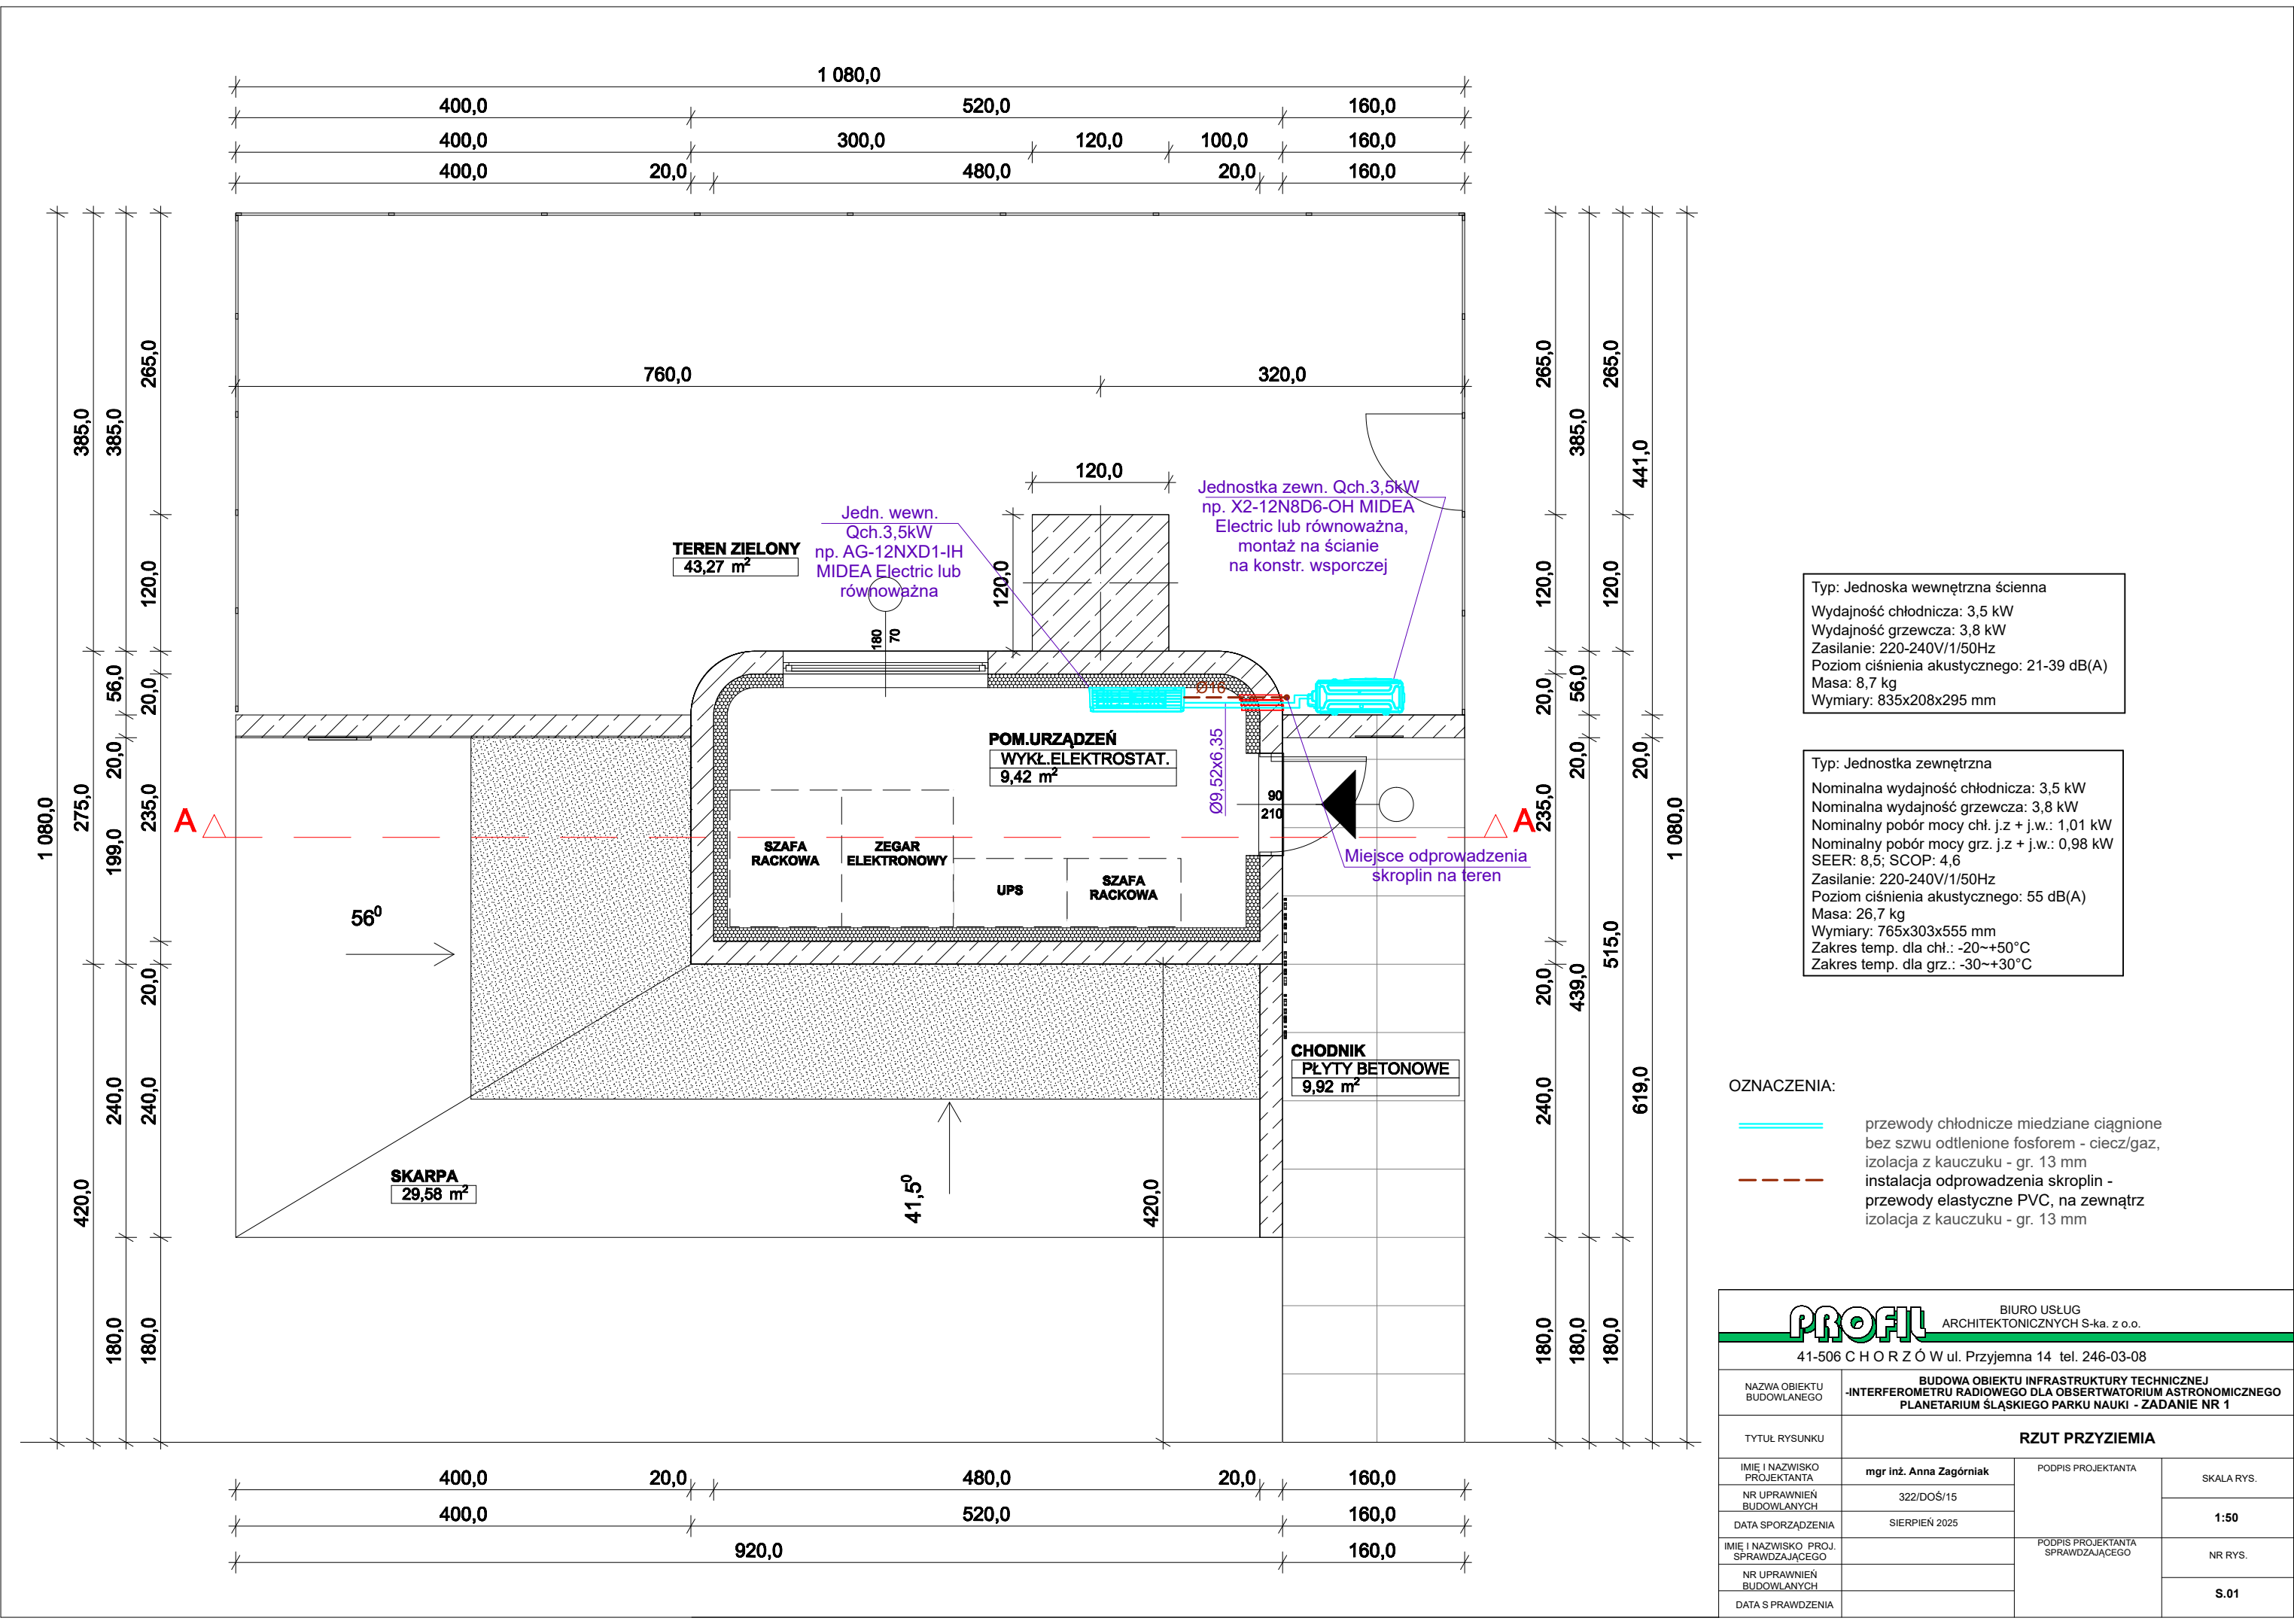 1 080,0
400,0 520,0 160,0
400,0 300,0 120,0 100,0 160,0
400,0 20,0 480,0 20,0 160,0
760,0 320,0
1 080,0
385,0
275,0
420,0
385,0
56,0
20,0
199,0
240,0
180,0
265,0
120,0
20,0
235,0
20,0
240,0
180,0
120,0
120,0
TEREN ZIELONY
43,27 m²
Jedn. wewn.
Qch.3,5kW
np. AG-12NXD1-IH
MIDEA Electric lub
równoważna
Jednostka zewn. Qch.3,5kW
np. X2-12N8D6-OH MIDEA
Electric lub równoważna,
montaż na ścianie
na konstr. wsporczej
180
70
Ø16
Ø9,52x6,35
POM.URZĄDZEŃ
WYKŁ.ELEKTROSTAT.
9,42 m²
90
210
A
A
SZAFA
RACKOWA
ZEGAR
ELEKTRONOWY
UPS
SZAFA
RACKOWA
Miejsce odprowadzenia
skroplin na teren
56⁰
41,5⁰
420,0
SKARPA
29,58 m²
CHODNIK
PŁYTY BETONOWE
9,92 m²
265,0
120,0
20,0
235,0
20,0
240,0
180,0
385,0
56,0
20,0
439,0
180,0
265,0
120,0
515,0
180,0
441,0
20,0
619,0
1 080,0
400,0 20,0 480,0 20,0 160,0
400,0 520,0 160,0
920,0 160,0
Typ: Jednoska wewnętrzna ścienna
Wydajność chłodnicza: 3,5 kW
Wydajność grzewcza: 3,8 kW
Zasilanie: 220-240V/1/50Hz
Poziom ciśnienia akustycznego: 21-39 dB(A)
Masa: 8,7 kg
Wymiary: 835x208x295 mm
Typ: Jednostka zewnętrzna
Nominalna wydajność chłodnicza: 3,5 kW
Nominalna wydajność grzewcza: 3,8 kW
Nominalny pobór mocy chł. j.z + j.w.: 1,01 kW
Nominalny pobór mocy grz. j.z + j.w.: 0,98 kW
SEER: 8,5; SCOP: 4,6
Zasilanie: 220-240V/1/50Hz
Poziom ciśnienia akustycznego: 55 dB(A)
Masa: 26,7 kg
Wymiary: 765x303x555 mm
Zakres temp. dla chł.: -20~+50°C
Zakres temp. dla grz.: -30~+30°C
OZNACZENIA:
przewody chłodnicze miedziane ciągnione
bez szwu odtlenione fosforem - ciecz/gaz,
izolacja z kauczuku - gr. 13 mm
instalacja odprowadzenia skroplin -
przewody elastyczne PVC, na zewnątrz
izolacja z kauczuku - gr. 13 mm
PROFIL
BIURO USŁUG
ARCHITEKTONICZNYCH S-ka. z o.o.
41-506 C H O R Z Ó W ul. Przyjemna 14 tel. 246-03-08
NAZWA OBIEKTU
BUDOWLANEGO
BUDOWA OBIEKTU INFRASTRUKTURY TECHNICZNEJ
-INTERFEROMETRU RADIOWEGO DLA OBSERTWATORIUM ASTRONOMICZNEGO
PLANETARIUM ŚLĄSKIEGO PARKU NAUKI - ZADANIE NR 1
TYTUŁ RYSUNKU
RZUT PRZYZIEMIA
IMIĘ I NAZWISKO
PROJEKTANTA
mgr inż. Anna Zagórniak
PODPIS PROJEKTANTA
SKALA RYS.
NR UPRAWNIEŃ
BUDOWLANYCH
322/DOŚ/15
1:50
DATA SPORZĄDZENIA
SIERPIEŃ 2025
IMIĘ I NAZWISKO PROJ.
SPRAWDZAJĄCEGO
PODPIS PROJEKTANTA
SPRAWDZAJĄCEGO
NR RYS.
NR UPRAWNIEŃ
BUDOWLANYCH
S.01
DATA S PRAWDZENIA